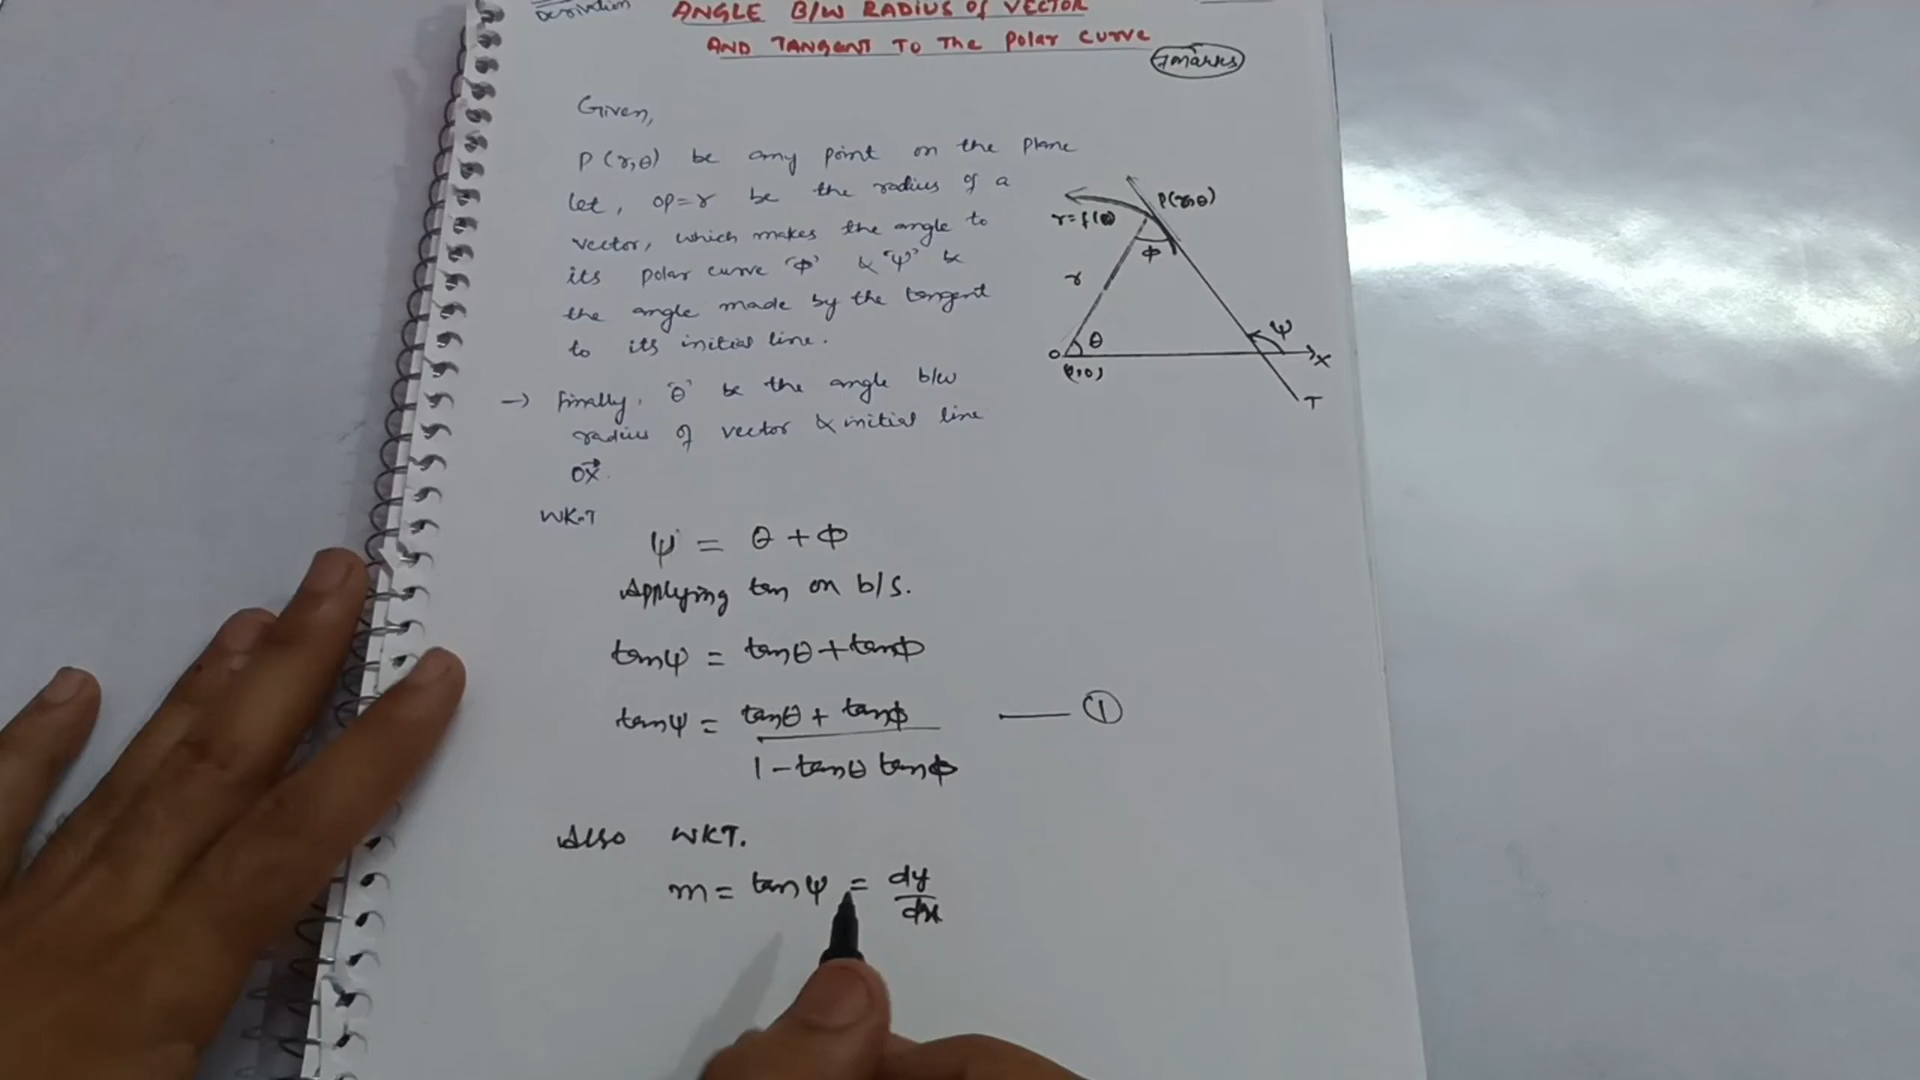 Derivation
ANGLE B/W RADIUS OF VECTOR
AND TANGENT TO THE POLAR CURVE
7marks
Given,
P(r,θ) be any point on the plane
let, OP=r be the radius of a
vector, which makes the angle to
its polar curve 'ϕ' & 'ψ' be
the angle made by the tangent
to its initial line.
→ finally, 'θ' be the angle b/w
radius of vector & initial line
OX⃗.
P(r,θ)
r=f(θ)
ϕ
r
ψ
O θ
X
(0,0)
T
WK.T
ψ = θ + ϕ
Applying tan on b/s.
tanψ = tanθ + tanϕ
tanψ = tanθ + tanϕ / 1 - tanθ tanϕ —— ①
Also WKT.
m = tanψ = dy/dx